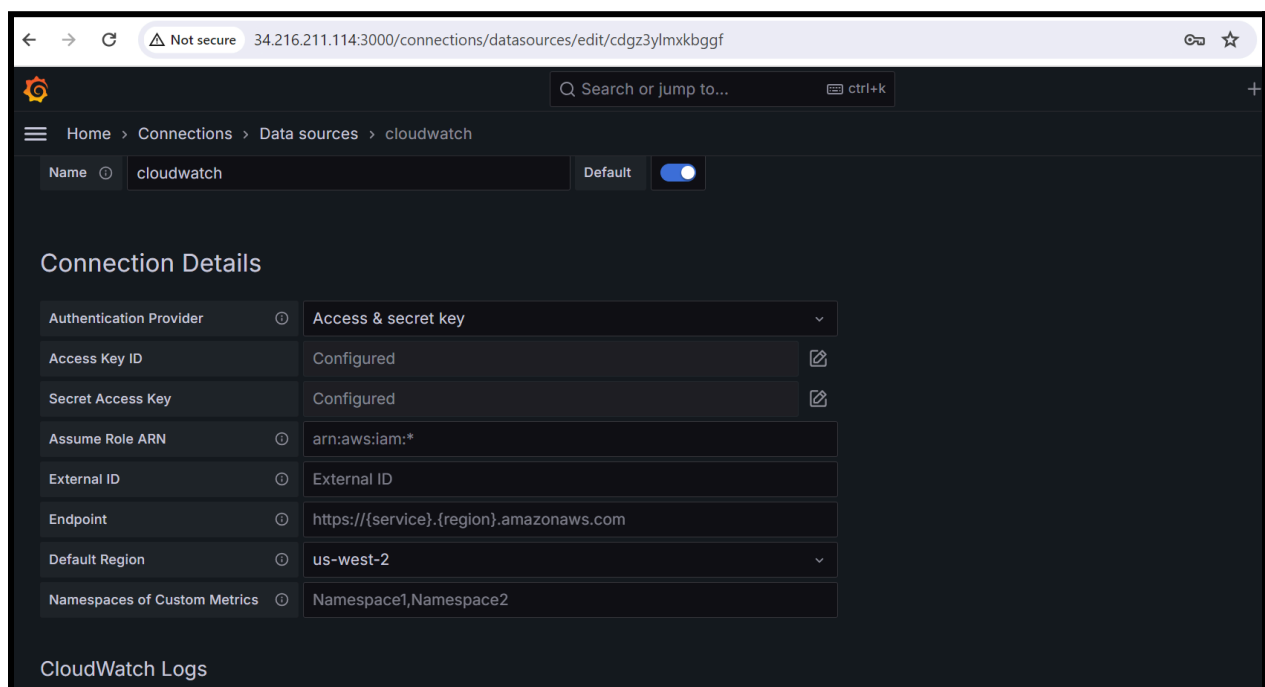 Not secure 34.216.211.114:3000/connections/datasources/edit/cdgz3ylmxkbggf
Search or jump to... ctrl+k
Home › Connections › Data sources › cloudwatch
Name cloudwatch Default
Connection Details
Authentication Provider Access & secret key
Access Key ID Configured
Secret Access Key Configured
Assume Role ARN arn:aws:iam:*
External ID External ID
Endpoint https://{service}.{region}.amazonaws.com
Default Region us-west-2
Namespaces of Custom Metrics Namespace1,Namespace2
CloudWatch Logs